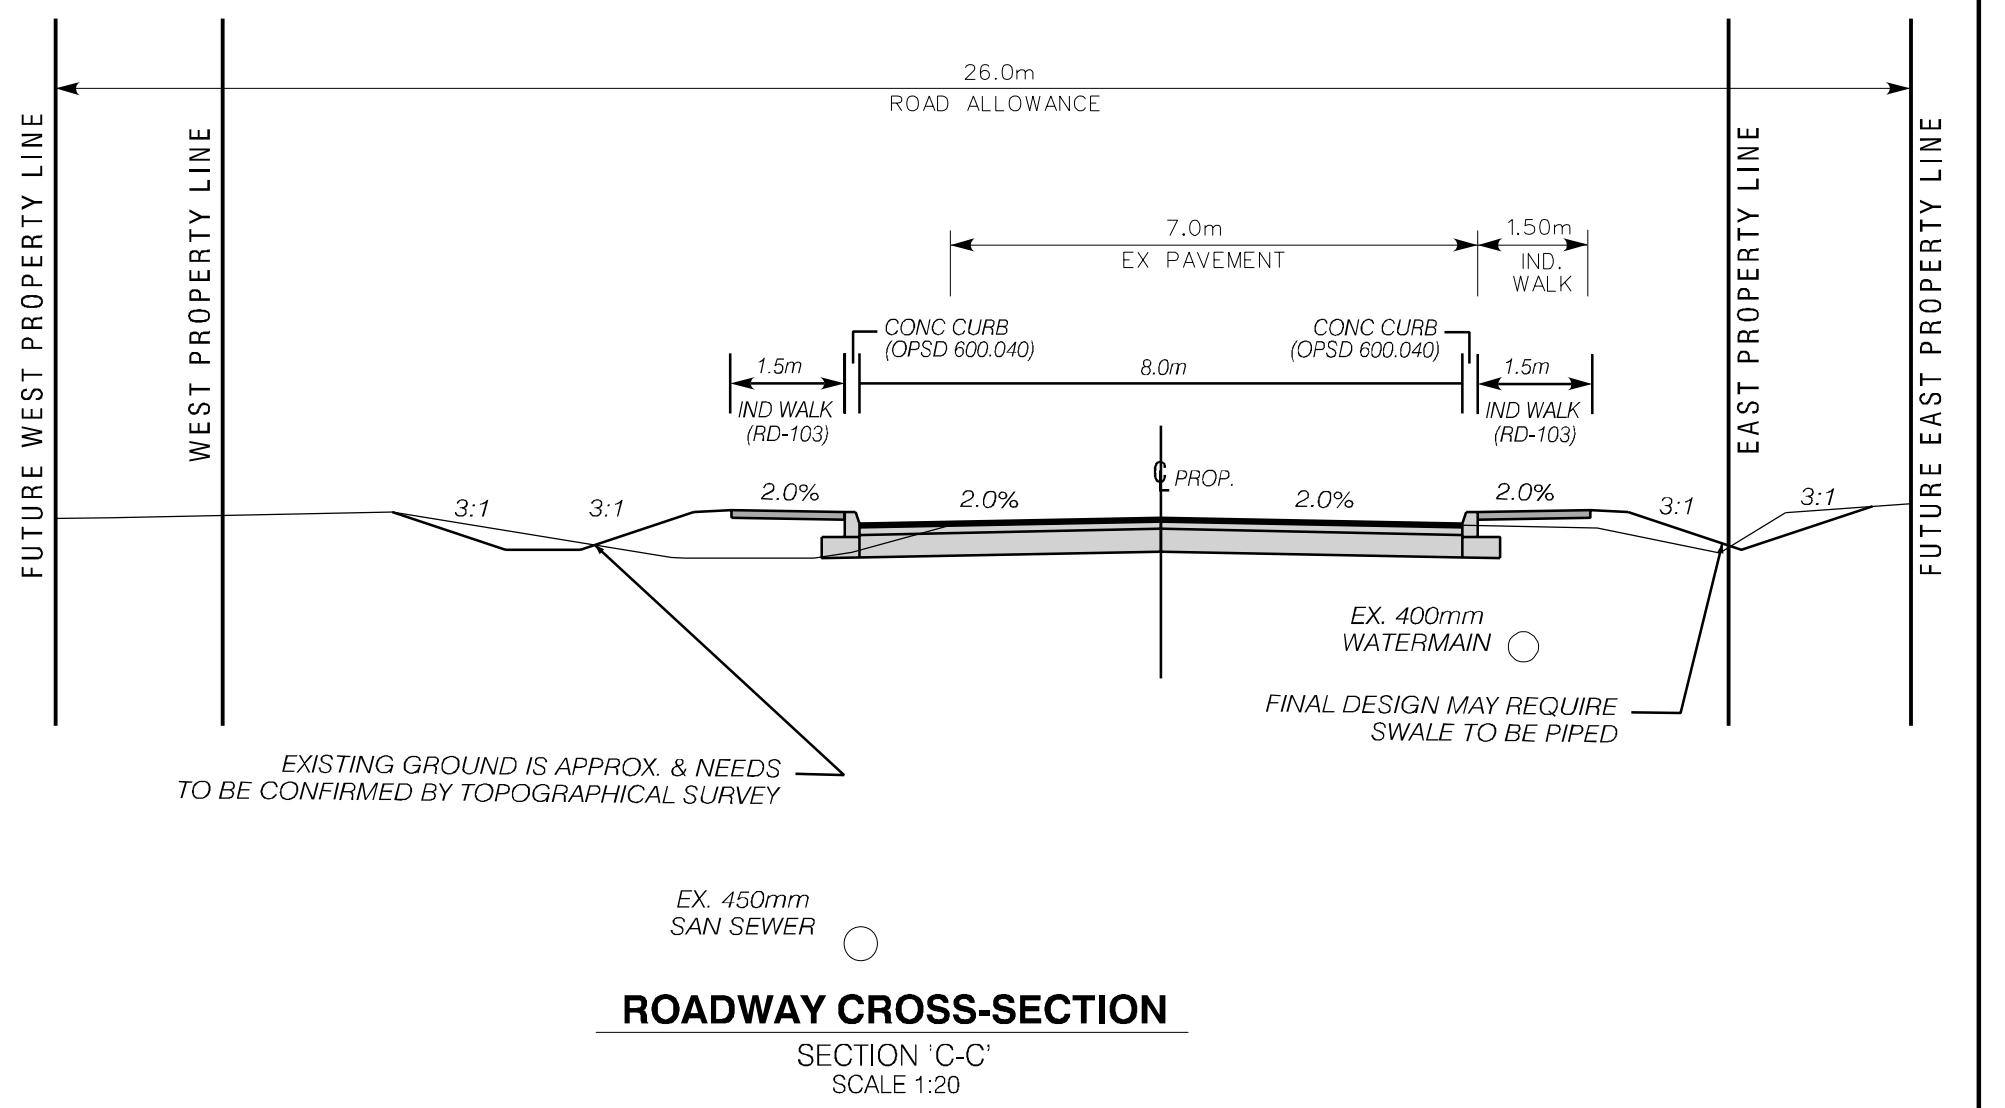 26.0m
ROAD ALLOWANCE
FUTURE WEST PROPERTY LINE
WEST PROPERTY LINE
EAST PROPERTY LINE
FUTURE EAST PROPERTY LINE
7.0m
EX PAVEMENT
1.50m
IND.
WALK
CONC CURB
(OPSD 600.040)
CONC CURB
(OPSD 600.040)
1.5m
8.0m
1.5m
IND WALK
(RD-103)
IND WALK
(RD-103)
℄ PROP.
3:1
3:1
2.0%
2.0%
2.0%
2.0%
3:1
3:1
EX. 400mm
WATERMAIN
FINAL DESIGN MAY REQUIRE
SWALE TO BE PIPED
EXISTING GROUND IS APPROX. & NEEDS
TO BE CONFIRMED BY TOPOGRAPHICAL SURVEY
EX. 450mm
SAN SEWER
ROADWAY CROSS-SECTION
SECTION 'C-C'
SCALE 1:20